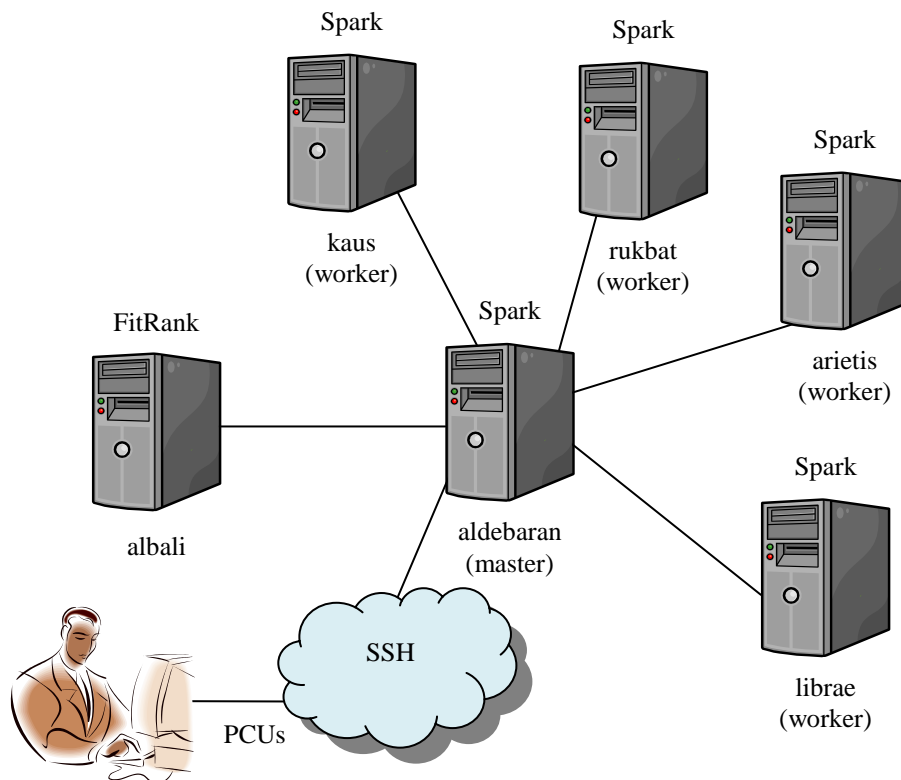 Spark
kaus
(worker)
Spark
rukbat
(worker)
Spark
arietis
(worker)
FitRank
albali
Spark
aldebaran
(master)
Spark
librae
(worker)
SSH
PCUs